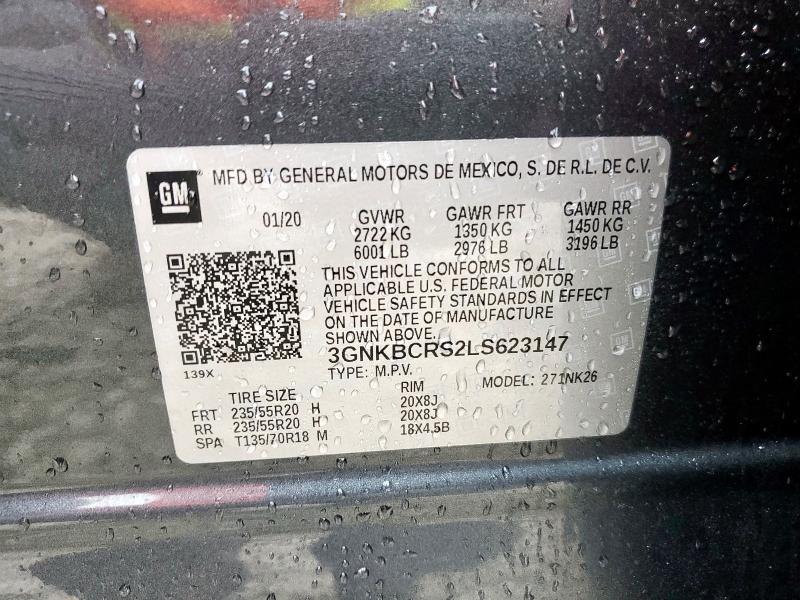 GM
MFD BY GENERAL MOTORS DE MEXICO, S. DE R.L. DE C.V.
01/20 GVWR GAWR FRT GAWR RR
2722 KG 1350 KG 1450 KG
6001 LB 2976 LB 3196 LB
THIS VEHICLE CONFORMS TO ALL
APPLICABLE U.S. FEDERAL MOTOR
VEHICLE SAFETY STANDARDS IN EFFECT
ON THE DATE OF MANUFACTURE
SHOWN ABOVE.
3GNKBCRS2LS623147
139X
TYPE: M.P.V. MODEL: 271NK26
TIRE SIZE RIM
FRT 235/55R20 H 20X8J
RR 235/55R20 H 20X8J
SPA T135/70R18 M 18X4.5B